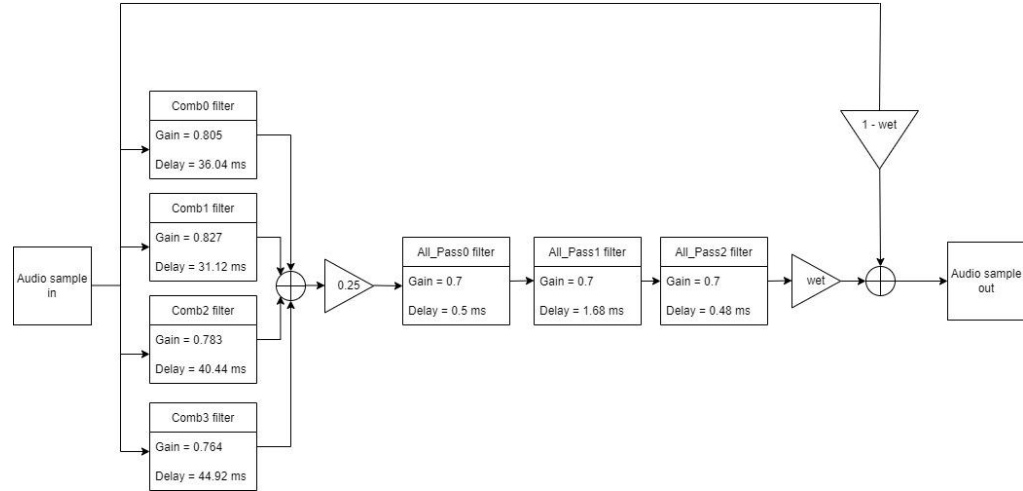 1 - wet
Comb0 filter
Gain = 0.805
Delay = 36.04 ms
Comb1 filter
Gain = 0.827
Delay = 31.12 ms
Audio sample
in
Comb2 filter
Gain = 0.783
Delay = 40.44 ms
Comb3 filter
Gain = 0.764
Delay = 44.92 ms
0.25
All_Pass0 filter
Gain = 0.7
Delay = 0.5 ms
All_Pass1 filter
Gain = 0.7
Delay = 1.68 ms
All_Pass2 filter
Gain = 0.7
Delay = 0.48 ms
wet
Audio sample
out